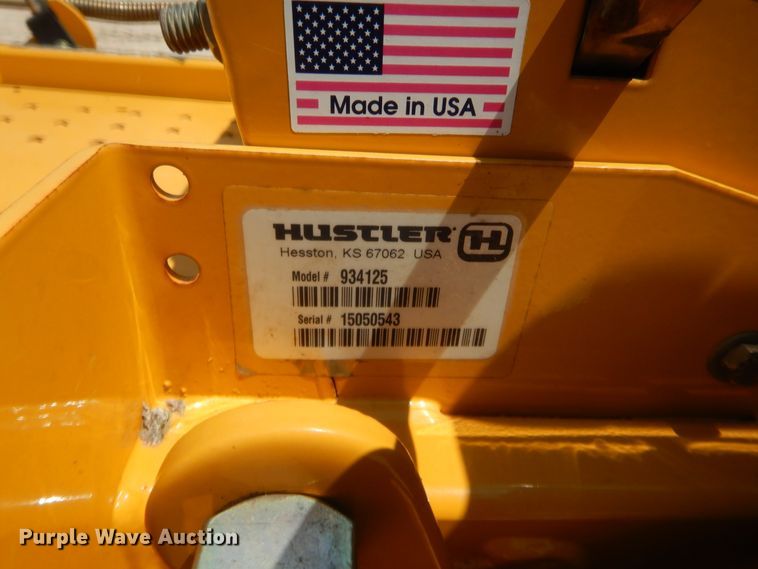 Made in USA
HUSTLER H
Hesston, KS 67062 USA
Model # 934125
Serial # 15050543
Purple Wave Auction